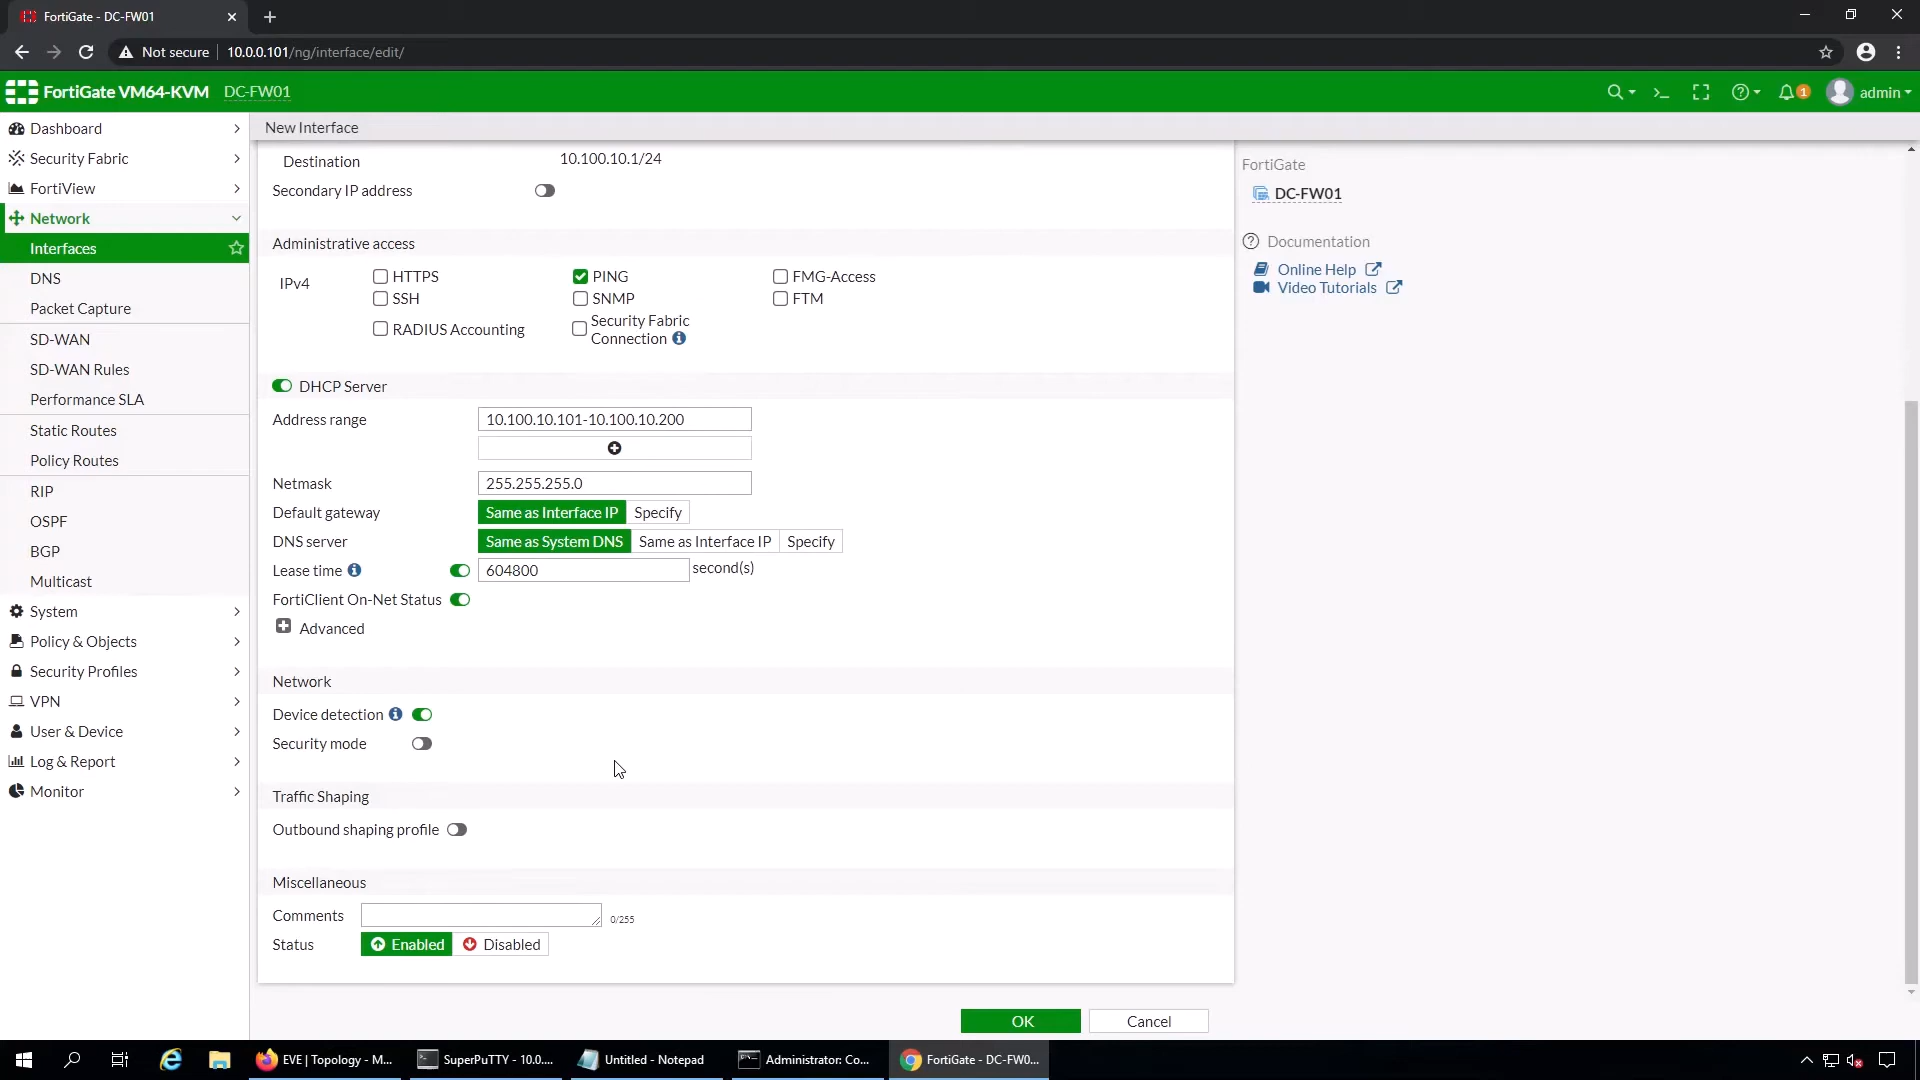 FortiGate - DC-FW01
Not secure 10.0.0.101/ng/interface/edit/
FortiGate VM64-KVM DC-FW01
1 admin
Dashboard
Security Fabric
FortiView
Network
Interfaces
DNS
Packet Capture
SD-WAN
SD-WAN Rules
Performance SLA
Static Routes
Policy Routes
RIP
OSPF
BGP
Multicast
System
Policy & Objects
Security Profiles
VPN
User & Device
Log & Report
Monitor
New Interface
Destination 10.100.10.1/24
Secondary IP address
Administrative access
IPv4 HTTPS PING FMG-Access
SSH SNMP FTM
RADIUS Accounting Security Fabric Connection
DHCP Server
Address range 10.100.10.101-10.100.10.200
Netmask 255.255.255.0
Default gateway Same as Interface IP Specify
DNS server Same as System DNS Same as Interface IP Specify
Lease time 604800 second(s)
FortiClient On-Net Status
Advanced
Network
Device detection
Security mode
Traffic Shaping
Outbound shaping profile
Miscellaneous
Comments 0/255
Status Enabled Disabled
OK Cancel
FortiGate
DC-FW01
Documentation
Online Help
Video Tutorials
EVE | Topology - M... SuperPuTTY - 10.0.... Untitled - Notepad Administrator: Co... FortiGate - DC-FW0...